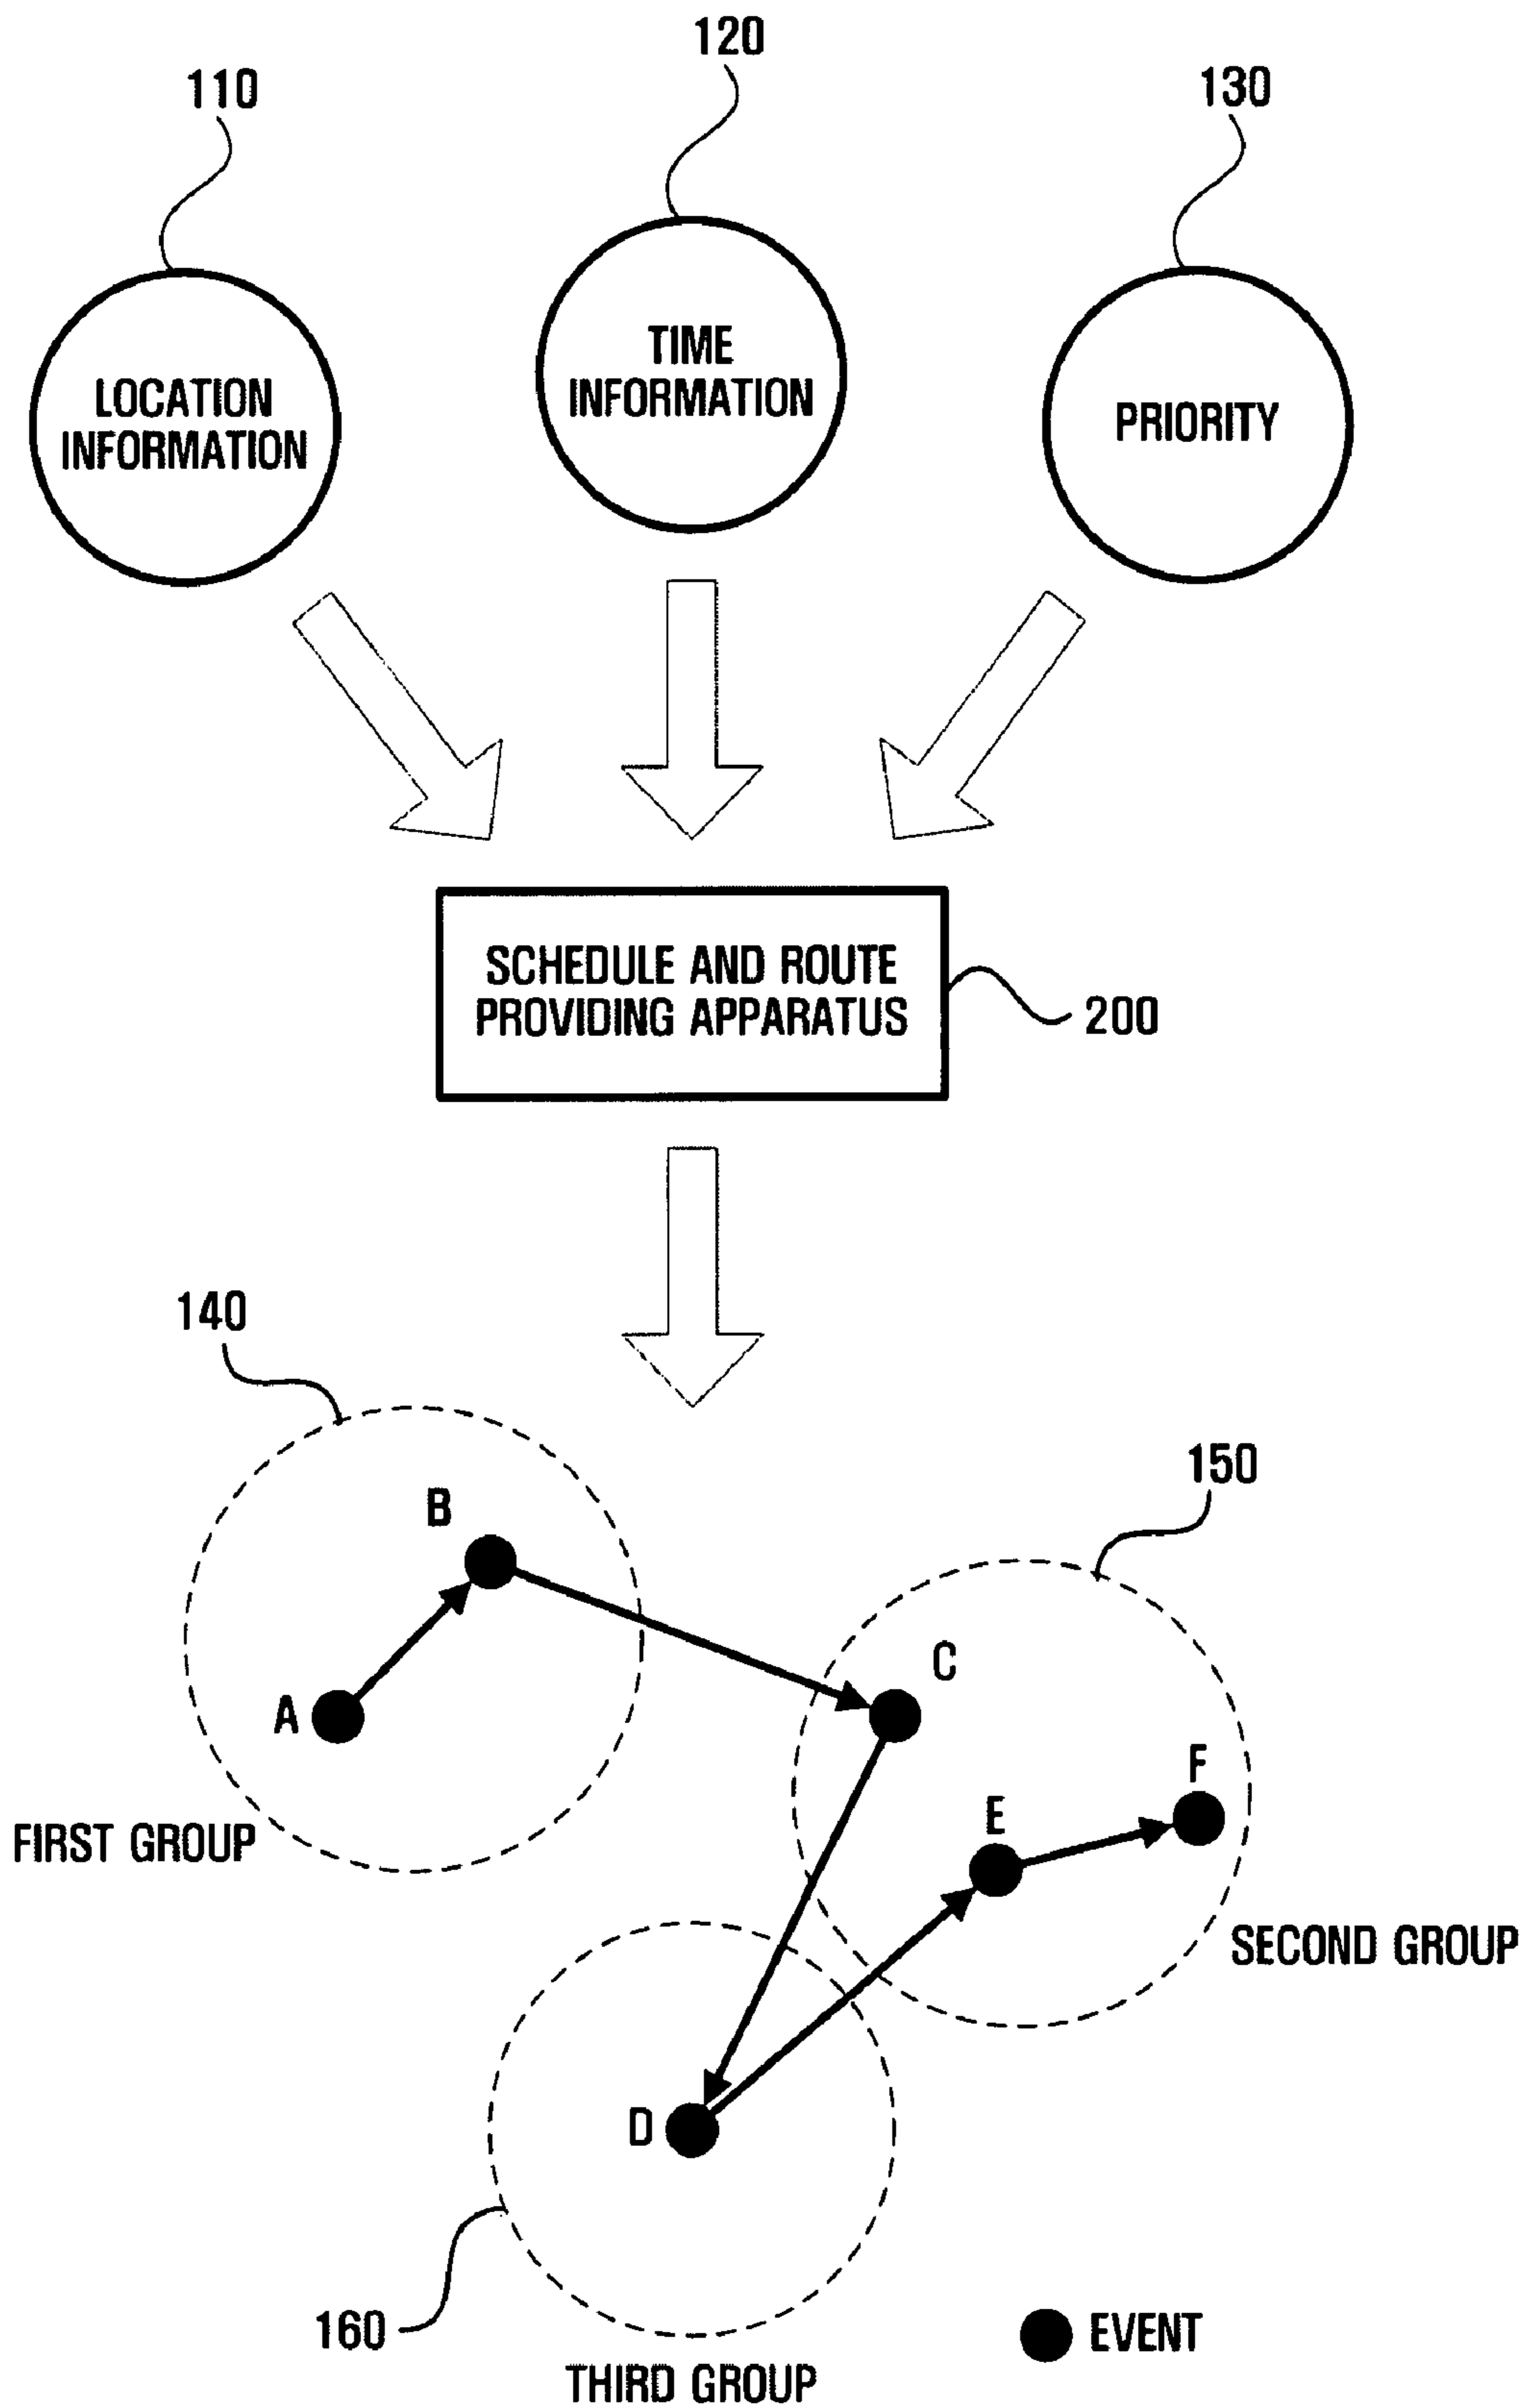 120
110
130
TIME
INFORMATION
LOCATION
INFORMATION
PRIORITY
SCHEDULE AND ROUTE
PROVIDING APPARATUS
200
140
150
B
C
A
F
E
FIRST GROUP
SECOND GROUP
D
160
EVENT
THIRD GROUP